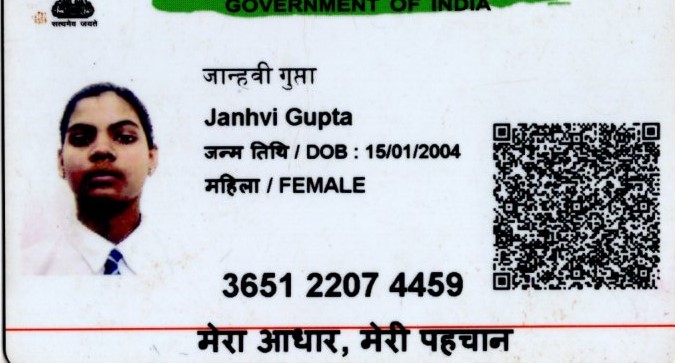 GOVERNMENT OF INDIA
सत्यमेव जयते
जान्हवी गुप्ता
Janhvi Gupta
जन्म तिथि / DOB : 15/01/2004
महिला / FEMALE
3651 2207 4459
मेरा आधार, मेरी पहचान